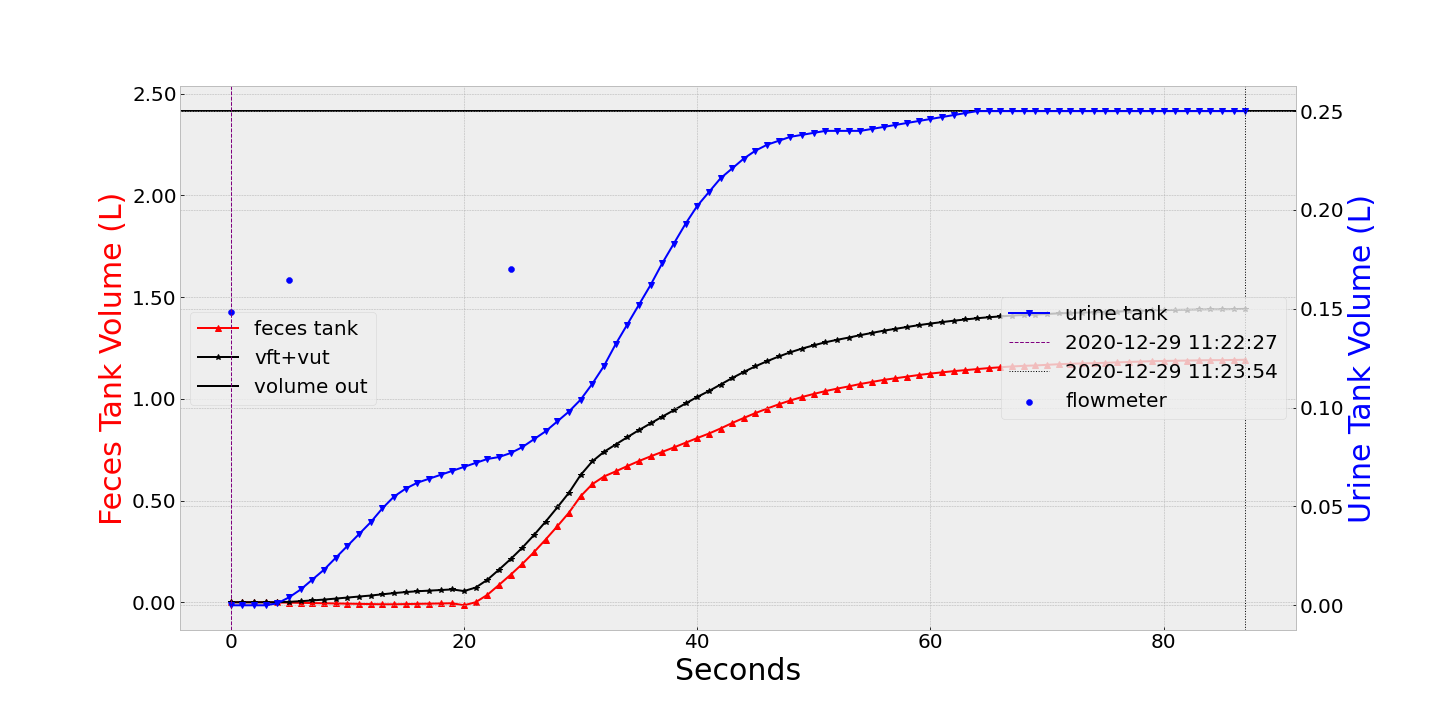 2.50
2.00
1.50
1.00
0.50
0.00
Feces Tank Volume (L)
feces tank
vft+vut
volume out
urine tank
2020-12-29 11:22:27
2020-12-29 11:23:54
flowmeter
0.25
0.20
0.15
0.10
0.05
0.00
Urine Tank Volume (L)
0 20 40 60 80
Seconds